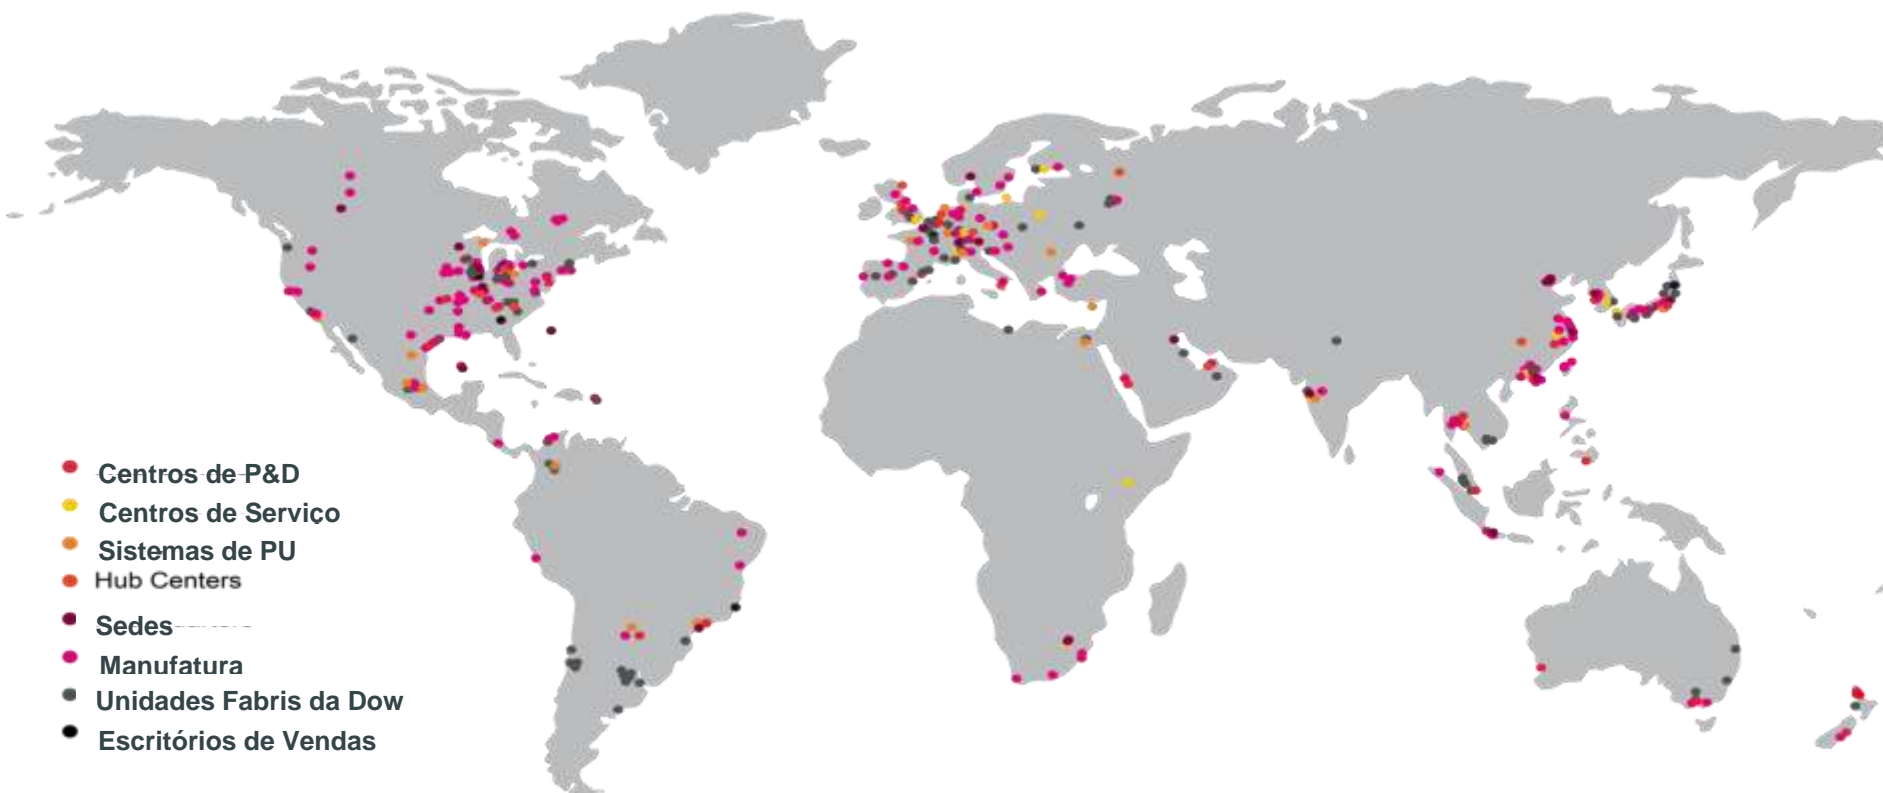 Centros de P&D
Centros de Serviço
Sistemas de PU
Hub Centers
Sedes
Manufatura
Unidades Fabris da Dow
Escritórios de Vendas